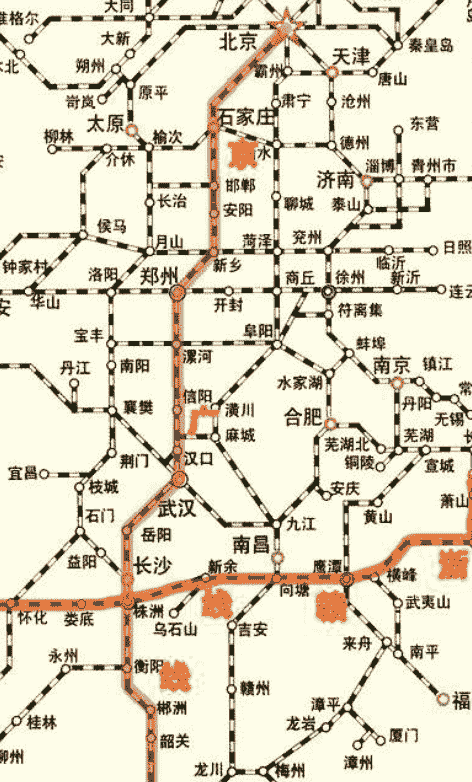 大同
北京
秦皇岛
大新
天津
朔州
霸州
唐山
原平
肃宁
沧州
岢岚
石家庄
太原
东营
柳林
榆次
德州
水
介休
淄博
青州市
邯郸
济南
长治
聊城
泰山
安阳
侯马
月山
菏泽
兖州
日照
钟家村
新乡
临沂
洛阳
郑州
商丘
徐州
新沂
华山
开封
符离集
宝丰
阜阳
漯河
蚌埠
南阳
南京
镇江
丹江
水家湖
信阳
丹阳
襄樊
广
潢川
合肥
无锡
麻城
芜湖北
芜湖
荆门
汉口
铜陵
宣城
宜昌
枝城
武汉
安庆
萧山
石门
九江
黄山
岳阳
南昌
益阳
长沙
新余
鹰潭
横峰
向塘
怀化
娄底
株洲
线
武夷山
乌石山
吉安
来舟
永州
衡阳
线
南平
赣州
福
郴州
漳平
桂林
龙岩
厦门
韶关
漳州
柳州
龙川
梅州